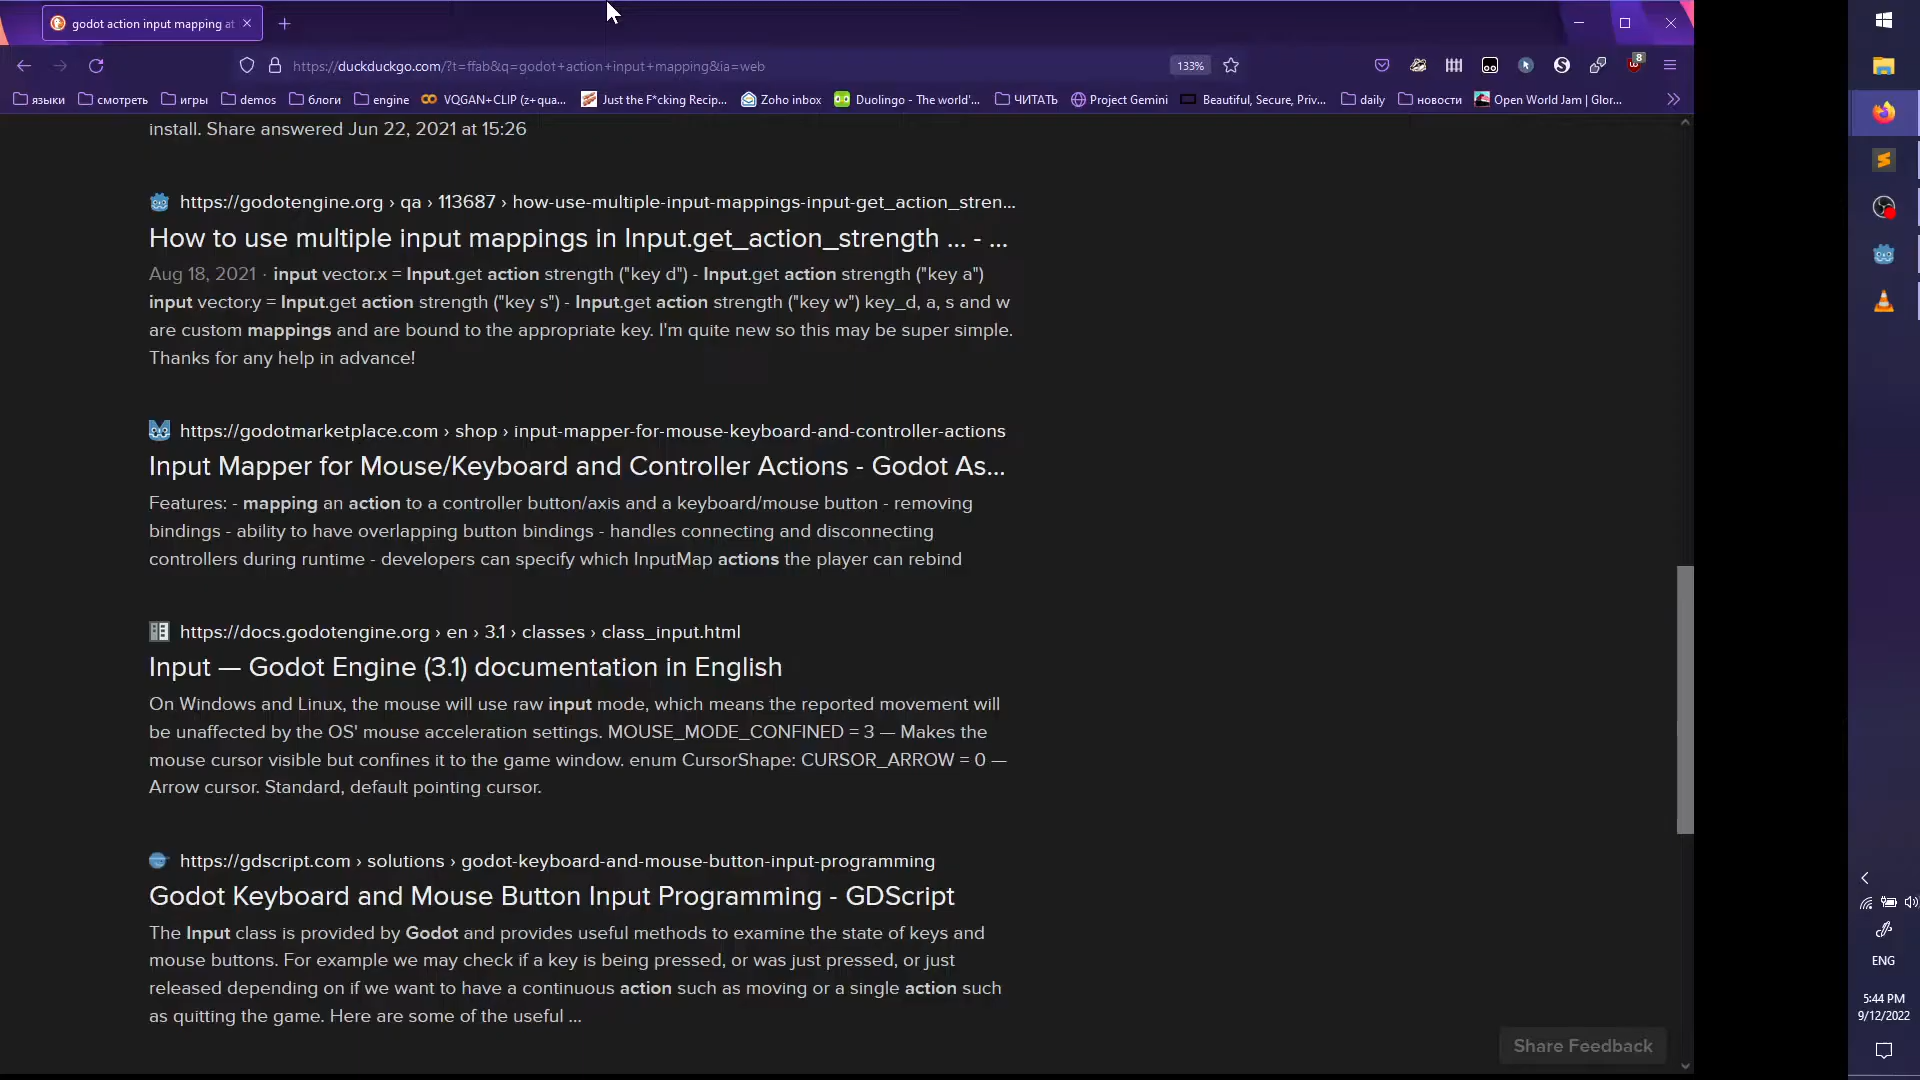 godot action input mapping at
https://duckduckgo.com/?t=ffab&q=godot+action+input+mapping&ia=web
133%
8
языки
смотреть
игры
demos
блоги
engine
VQGAN+CLIP (z+qua...
Just the F*cking Recip...
Zoho inbox
Duolingo - The world'...
ЧИТАТЬ
Project Gemini
Beautiful, Secure, Priv...
daily
новости
Open World Jam | Glor...
install. Share answered Jun 22, 2021 at 15:26
https://godotengine.org › qa › 113687 › how-use-multiple-input-mappings-input-get_action_stren...
How to use multiple input mappings in Input.get_action_strength ... - ...
Aug 18, 2021 · input vector.x = Input.get action strength ("key d") - Input.get action strength ("key a")
input vector.y = Input.get action strength ("key s") - Input.get action strength ("key w") key_d, a, s and w
are custom mappings and are bound to the appropriate key. I'm quite new so this may be super simple.
Thanks for any help in advance!
https://godotmarketplace.com › shop › input-mapper-for-mouse-keyboard-and-controller-actions
Input Mapper for Mouse/Keyboard and Controller Actions - Godot As...
Features: - mapping an action to a controller button/axis and a keyboard/mouse button - removing
bindings - ability to have overlapping button bindings - handles connecting and disconnecting
controllers during runtime - developers can specify which InputMap actions the player can rebind
https://docs.godotengine.org › en › 3.1 › classes › class_input.html
Input — Godot Engine (3.1) documentation in English
On Windows and Linux, the mouse will use raw input mode, which means the reported movement will
be unaffected by the OS' mouse acceleration settings. MOUSE_MODE_CONFINED = 3 — Makes the
mouse cursor visible but confines it to the game window. enum CursorShape: CURSOR_ARROW = 0 —
Arrow cursor. Standard, default pointing cursor.
https://gdscript.com › solutions › godot-keyboard-and-mouse-button-input-programming
Godot Keyboard and Mouse Button Input Programming - GDScript
The Input class is provided by Godot and provides useful methods to examine the state of keys and
mouse buttons. For example we may check if a key is being pressed, or was just pressed, or just
released depending on if we want to have a continuous action such as moving or a single action such
as quitting the game. Here are some of the useful ...
Share Feedback
ENG
5:44 PM
9/12/2022